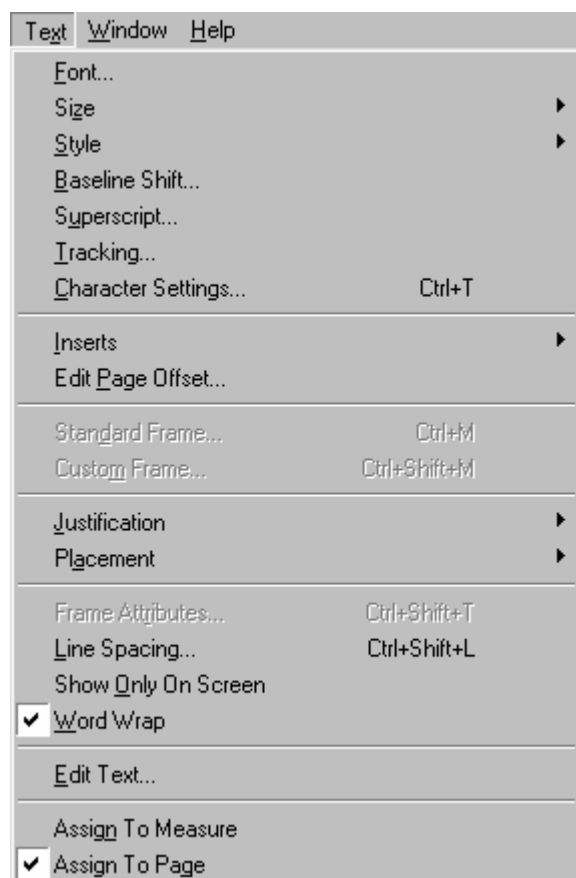 Text Window Help
Font...
Size
Style
Baseline Shift...
Superscript...
Tracking...
Character Settings... Ctrl+T
Inserts
Edit Page Offset...
Standard Frame... Ctrl+M
Custom Frame... Ctrl+Shift+M
Justification
Placement
Frame Attributes... Ctrl+Shift+T
Line Spacing... Ctrl+Shift+L
Show Only On Screen
Word Wrap
Edit Text...
Assign To Measure
Assign To Page